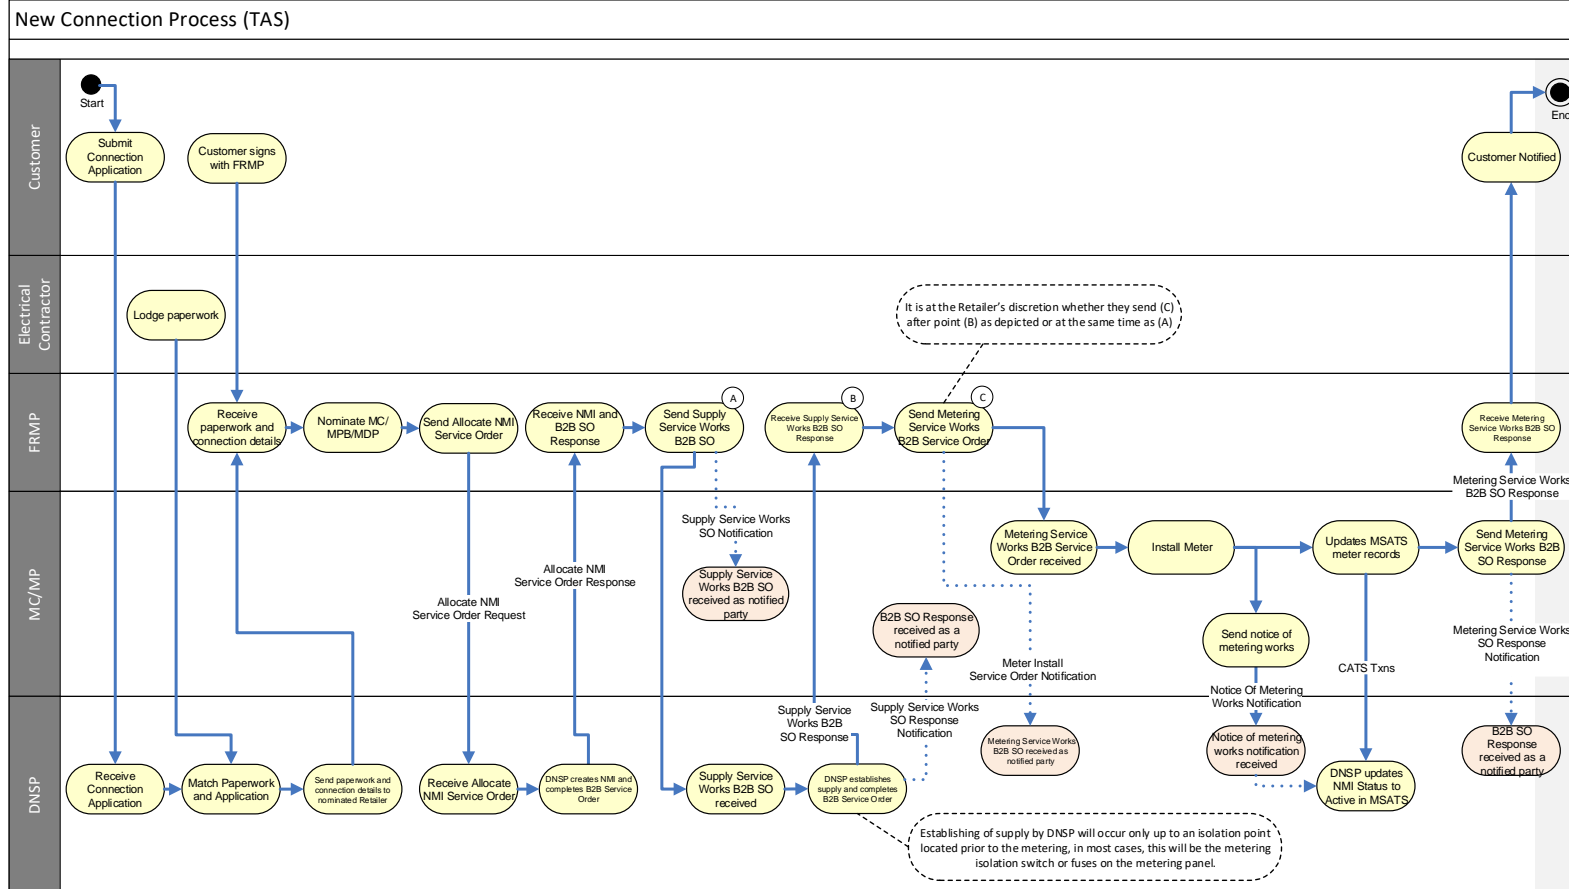 New Connection Process (TAS)
Customer
Start
Submit
Connection
Application
Customer signs
with FRMP
Customer Notified
End
Electrical
Contractor
Lodge paperwork
It is at the Retailer's discretion whether they send (C)
after point (B) as depicted or at the same time as (A)
FRMP
Receive
paperwork and
connection details
Nominate MC/
MPB/MDP
Send Allocate NMI
Service Order
Receive NMI and
B2B SO
Response
A
Send Supply
Service Works
B2B SO
B
Receive Supply Service
Works B2B SO
Response
C
Send Metering
Service Works
B2B Service Order
Receive Metering
Service Works B2B SO
Response
Metering Service Works
B2B SO Response
MC/MP
Supply Service Works
SO Notification
Supply Service
Works B2B SO
received as notified
party
Allocate NMI
Service Order Response
Allocate NMI
Service Order Request
B2B SO Response
received as a
notified party
Metering Service
Works B2B Service
Order received
Install Meter
Updates MSATS
meter records
Send Metering
Service Works B2B
SO Response
Send notice of
metering works
Meter Install
Service Order Notification
CATS Txns
Metering Service Works
SO Response
Notification
Notice Of Metering
Works Notification
Supply Service
Works B2B
SO Response
Supply Service Works
SO Response
Notification
DNSP
Receive
Connection
Application
Match Paperwork
and Application
Send paperwork and
connection details to
nominated Retailer
Receive Allocate
NMI Service Order
DNSP creates NMI and
completes B2B Service
Order
Supply Service
Works B2B SO
received
DNSP establishes
supply and completes
B2B Service Order
Metering Service Works
B2B SO received as
notified party
Notice of metering
works notification
received
DNSP updates
NMI Status to
Active in MSATS
B2B SO
Response
received as a
notified party
Establishing of supply by DNSP will occur only up to an isolation point
located prior to the metering, in most cases, this will be the metering
isolation switch or fuses on the metering panel.